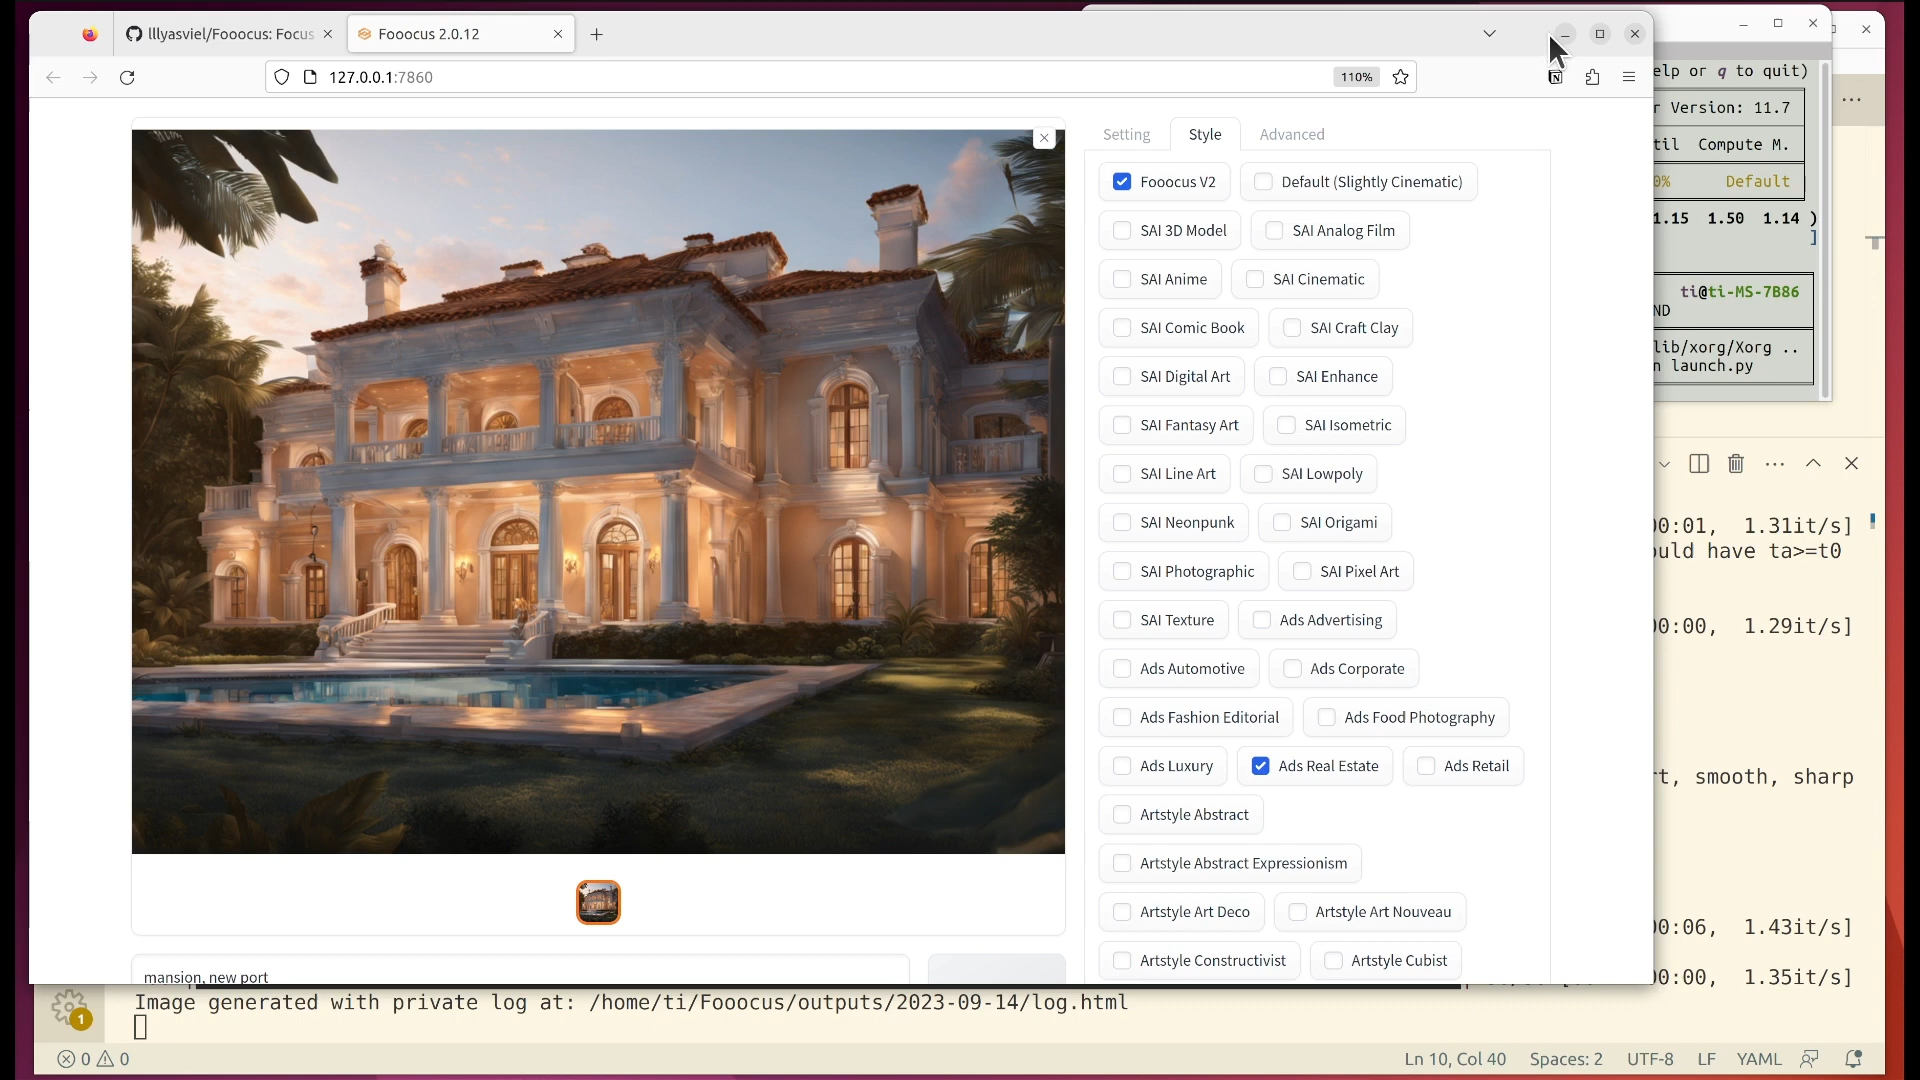 lllyasviel/Fooocus: Focus
Fooocus 2.0.12
127.0.0.1:7860
110%
Setting
Style
Advanced
Fooocus V2
Default (Slightly Cinematic)
SAI 3D Model
SAI Analog Film
SAI Anime
SAI Cinematic
SAI Comic Book
SAI Craft Clay
SAI Digital Art
SAI Enhance
SAI Fantasy Art
SAI Isometric
SAI Line Art
SAI Lowpoly
SAI Neonpunk
SAI Origami
SAI Photographic
SAI Pixel Art
SAI Texture
Ads Advertising
Ads Automotive
Ads Corporate
Ads Fashion Editorial
Ads Food Photography
Ads Luxury
Ads Real Estate
Ads Retail
Artstyle Abstract
Artstyle Abstract Expressionism
Artstyle Art Deco
Artstyle Art Nouveau
Artstyle Constructivist
Artstyle Cubist
mansion, new port
elp or q to quit)
r Version: 11.7
til Compute M.
0% Default
1.15 1.50 1.14 )
]
ti@ti-MS-7B86
ND
lib/xorg/Xorg ..
n launch.py
00:01, 1.31it/s]
ould have ta>=t0
00:00, 1.29it/s]
rt, smooth, sharp
00:06, 1.43it/s]
00:00, 1.35it/s]
Image generated with private log at: /home/ti/Fooocus/outputs/2023-09-14/log.html
1
0 0
Ln 10, Col 40
Spaces: 2
UTF-8
LF
YAML